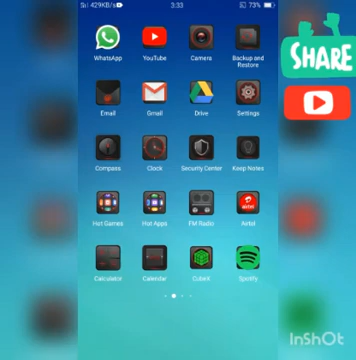 429KB/s
3:33
73%
WhatsApp
YouTube
Camera
Backup and
Restore
Email
Gmail
Drive
Settings
Compass
Clock
Security Center
Keep Notes
Hot Games
Hot Apps
FM Radio
airtel
Airtel
Calculator
Calendar
Spotify
SHARE
InShOt